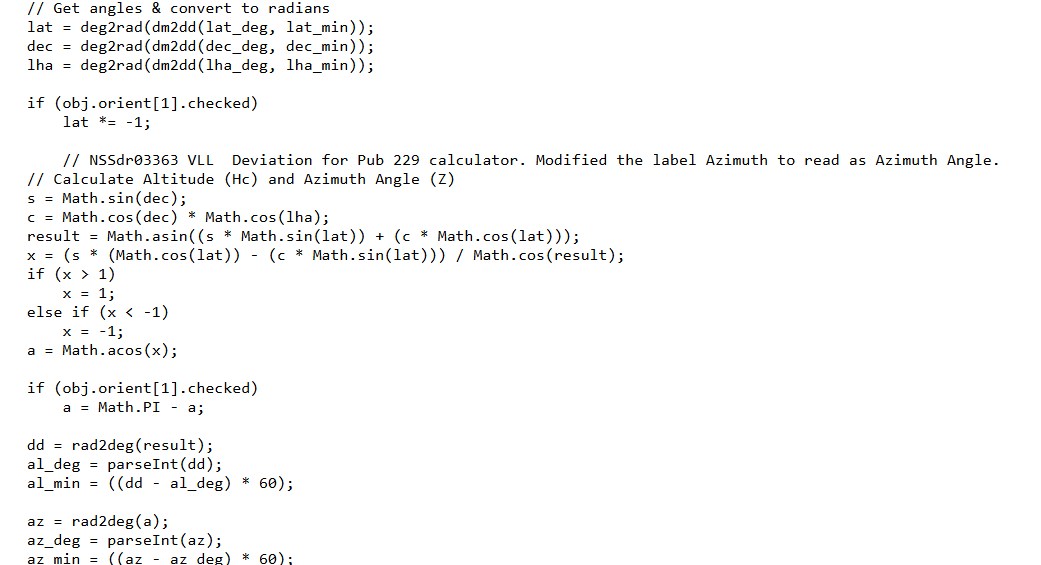 // Get angles & convert to radians
lat = deg2rad(dm2dd(lat_deg, lat_min));
dec = deg2rad(dm2dd(dec_deg, dec_min));
lha = deg2rad(dm2dd(lha_deg, lha_min));
if (obj.orient[1].checked)
lat *= -1;
// NSSdr03363 VLL  Deviation for Pub 229 calculator. Modified the label Azimuth to read as Azimuth Angle.
// Calculate Altitude (Hc) and Azimuth Angle (Z)
s = Math.sin(dec);
c = Math.cos(dec) * Math.cos(lha);
result = Math.asin((s * Math.sin(lat)) + (c * Math.cos(lat)));
x = (s * (Math.cos(lat)) - (c * Math.sin(lat))) / Math.cos(result);
if (x > 1)
x = 1;
else if (x < -1)
x = -1;
a = Math.acos(x);
if (obj.orient[1].checked)
a = Math.PI - a;
dd = rad2deg(result);
al_deg = parseInt(dd);
al_min = ((dd - al_deg) * 60);
az = rad2deg(a);
az_deg = parseInt(az);
az_min = ((az - az_deg) * 60);